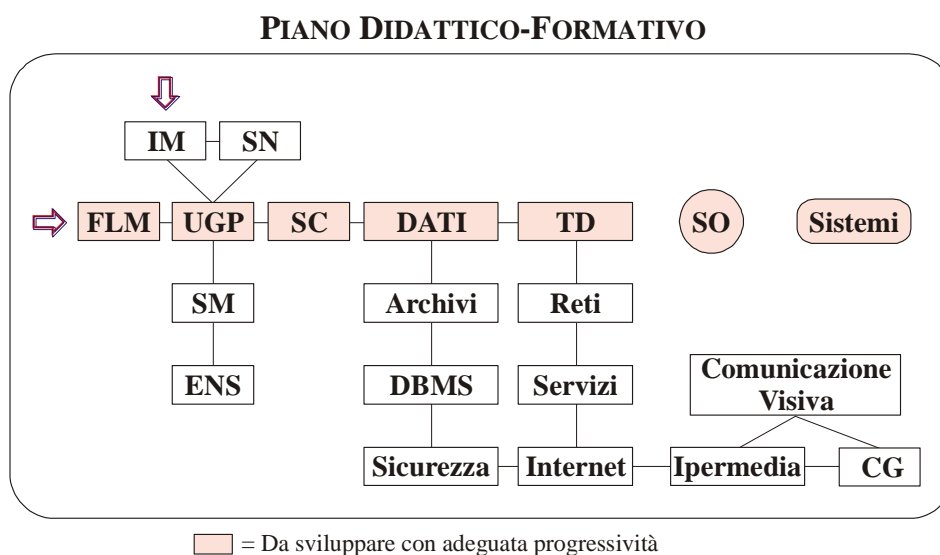 PIANO DIDATTICO-FORMATIVO
IM SN
FLM UGP SC DATI TD SO Sistemi
SM Archivi Reti
ENS DBMS Servizi Comunicazione
Visiva
Sicurezza Internet Ipermedia CG
= Da sviluppare con adeguata progressività